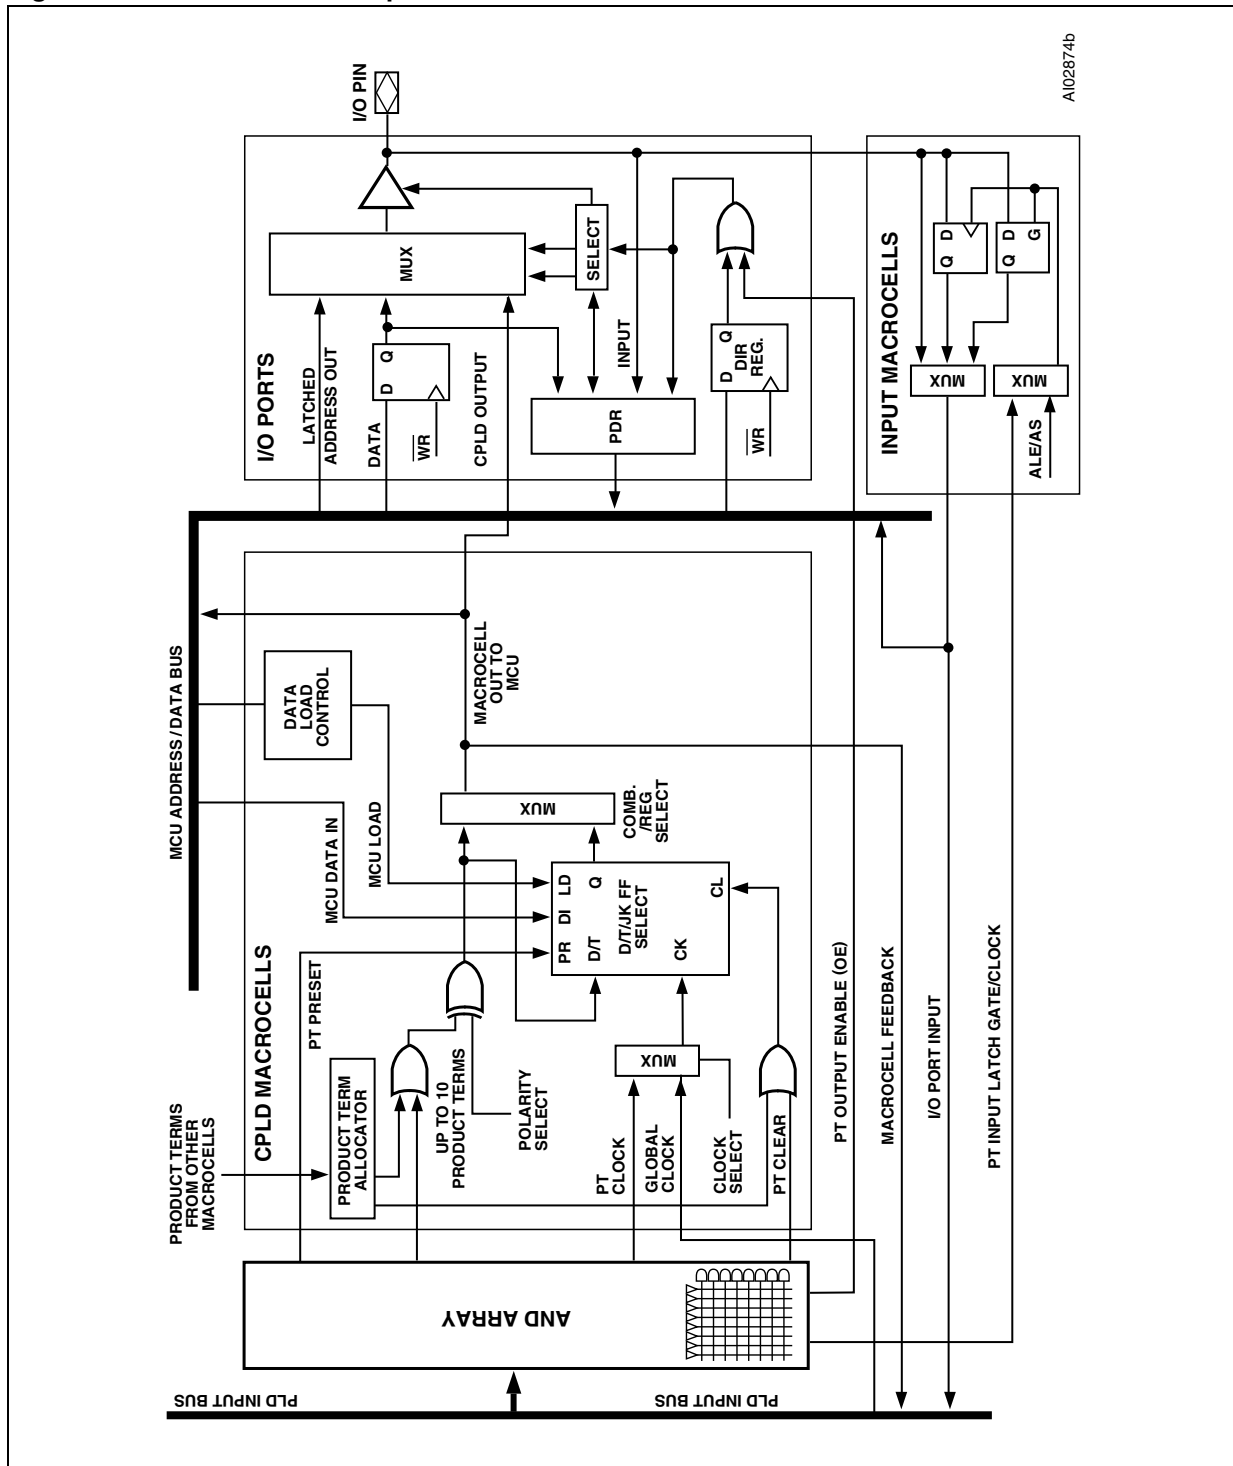 AI02874b
I/O PIN
I/O PORTS
LATCHED
ADDRESS OUT
MUX
DATA
D Q
WR
CPLD OUTPUT
SELECT
INPUT
PDR
D Q
DIR
REG.
WR
INPUT MACROCELLS
Q D
Q D
G
MUX
MUX
ALE/AS
MCU ADDRESS / DATA BUS
DATA
LOAD
CONTROL
MACROCELL
OUT TO
MCU
MCU DATA IN
MCU LOAD
MUX
COMB.
/REG
SELECT
CPLD MACROCELLS
PT PRESET
PR DI LD
D/T Q
D/T/JK FF
SELECT
CK
CL
PRODUCT TERMS
FROM OTHER
MACROCELLS
PRODUCT TERM
ALLOCATOR
UP TO 10
PRODUCT TERMS
POLARITY
SELECT
MUX
PT
CLOCK
GLOBAL
CLOCK
CLOCK
SELECT
PT CLEAR
PT OUTPUT ENABLE (OE)
MACROCELL FEEDBACK
I/O PORT INPUT
PT INPUT LATCH GATE/CLOCK
AND ARRAY
PLD INPUT BUS
PLD INPUT BUS